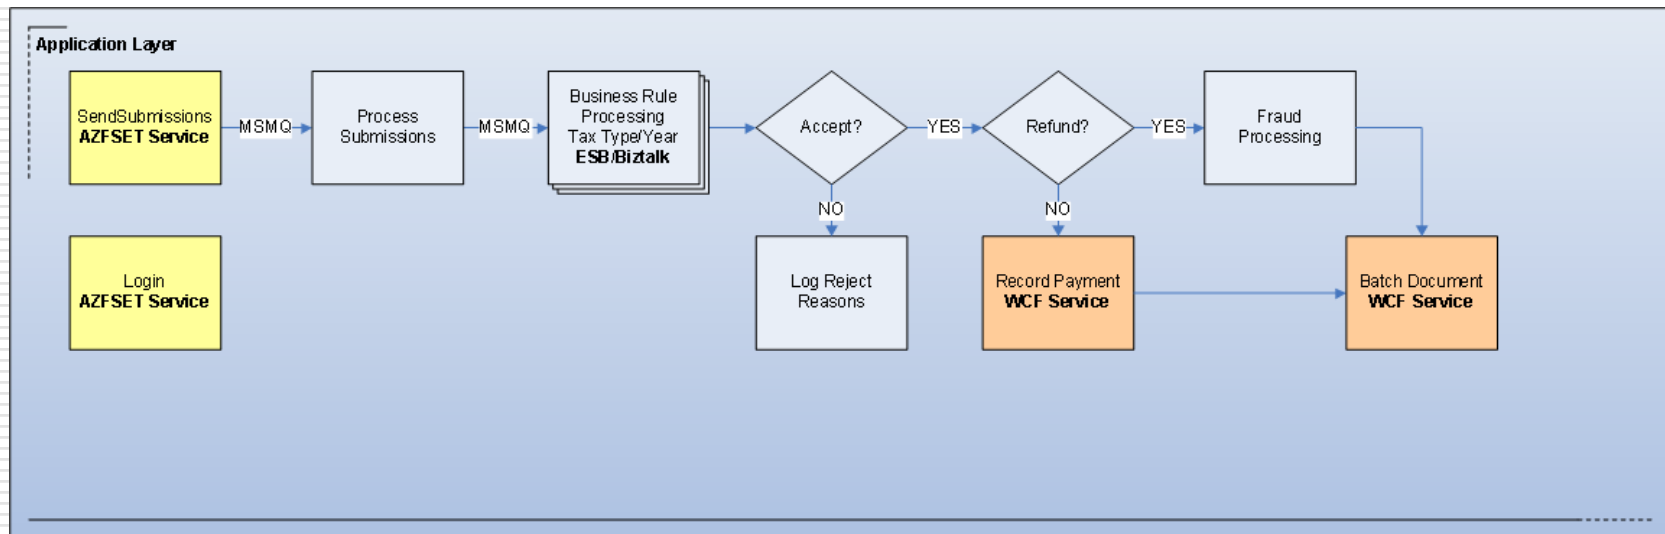 Application Layer
SendSubmissions
AZFSET Service
MSMQ
Process
Submissions
MSMQ
Business Rule
Processing
Tax Type/Year
ESB/Biztalk
Accept?
YES
Refund?
YES
Fraud
Processing
NO
NO
Login
AZFSET Service
Log Reject
Reasons
Record Payment
WCF Service
Batch Document
WCF Service